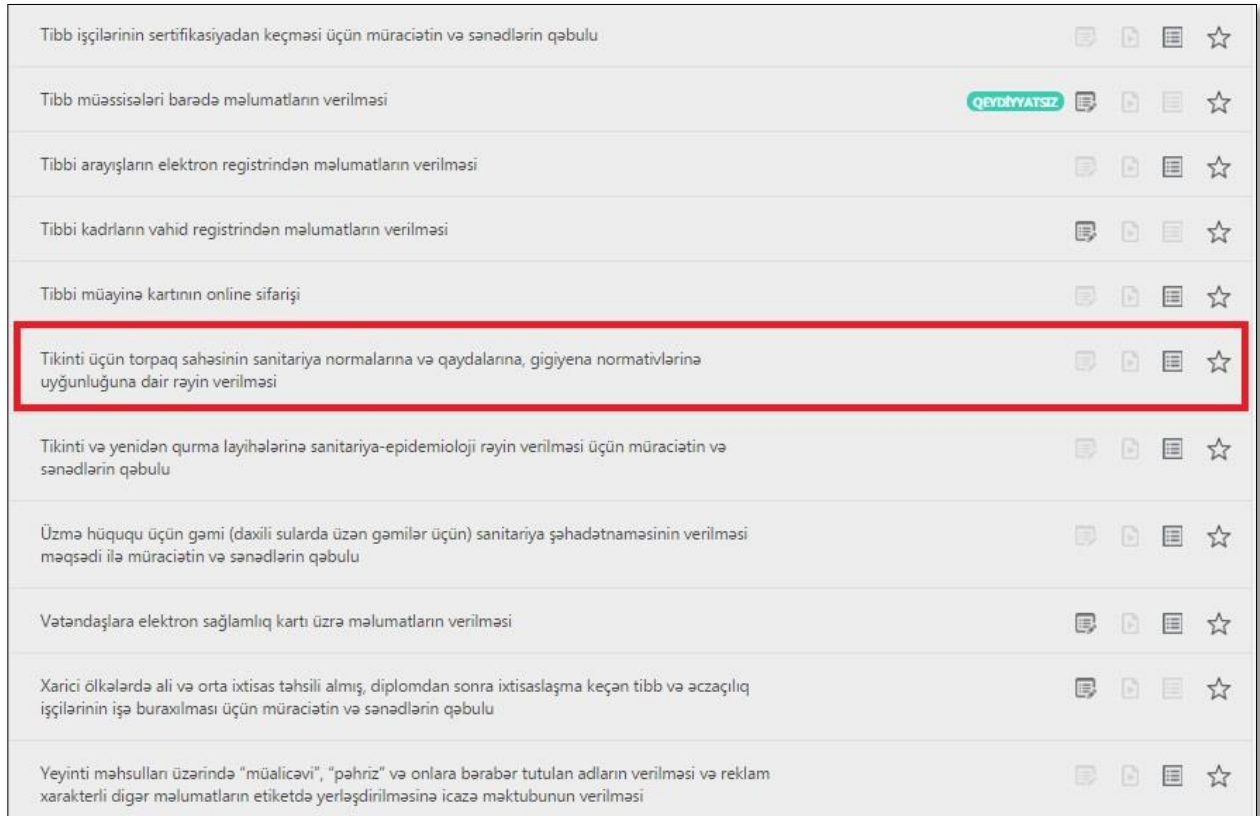 Tibb işçilərinin sertifikasiyadan keçməsi üçün müraciətin və sənədlərin qəbulu
Tibb müəssisələri barədə məlumatların verilməsi
QEYDİYYATSIZ
Tibbi arayışların elektron registrindən məlumatların verilməsi
Tibbi kadrların vahid registrindən məlumatların verilməsi
Tibbi müayinə kartının online sifarişi
Tikinti üçün torpaq sahəsinin sanitariya normalarına və qaydalarına, gigiyena normativlərinə
uyğunluğuna dair rəyin verilməsi
Tikinti və yenidən qurma layihələrinə sanitariya-epidemioloji rəyin verilməsi üçün müraciətin və
sənədlərin qəbulu
Üzmə hüququ üçün gəmi (daxili sularda üzən gəmilər üçün) sanitariya şəhadətnaməsinin verilməsi
məqsədi ilə müraciətin və sənədlərin qəbulu
Vətəndaşlara elektron sağlamlıq kartı üzrə məlumatların verilməsi
Xarici ölkələrdə ali və orta ixtisas təhsili almış, diplomdan sonra ixtisaslaşma keçən tibb və əczaçılıq
işçilərinin işə buraxılması üçün müraciətin və sənədlərin qəbulu
Yeyinti məhsulları üzərində “müalicəvi”, “pəhriz” və onlara bərabər tutulan adların verilməsi və reklam
xarakterli digər məlumatların etiketdə yerləşdirilməsinə icazə məktubunun verilməsi